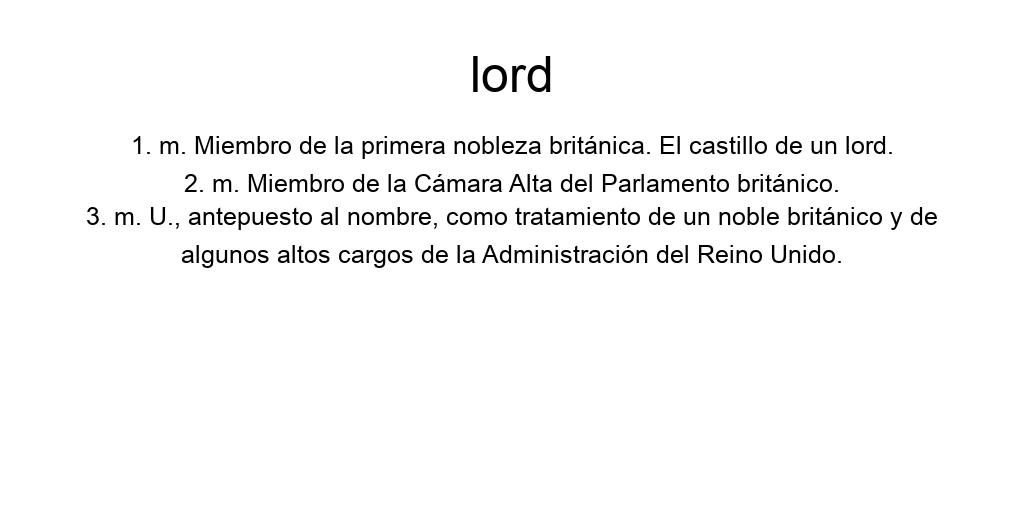 lord
1. m. Miembro de la primera nobleza británica. El castillo de un lord.
2. m. Miembro de la Cámara Alta del Parlamento británico.
3. m. U., antepuesto al nombre, como tratamiento de un noble británico y de
algunos altos cargos de la Administración del Reino Unido.